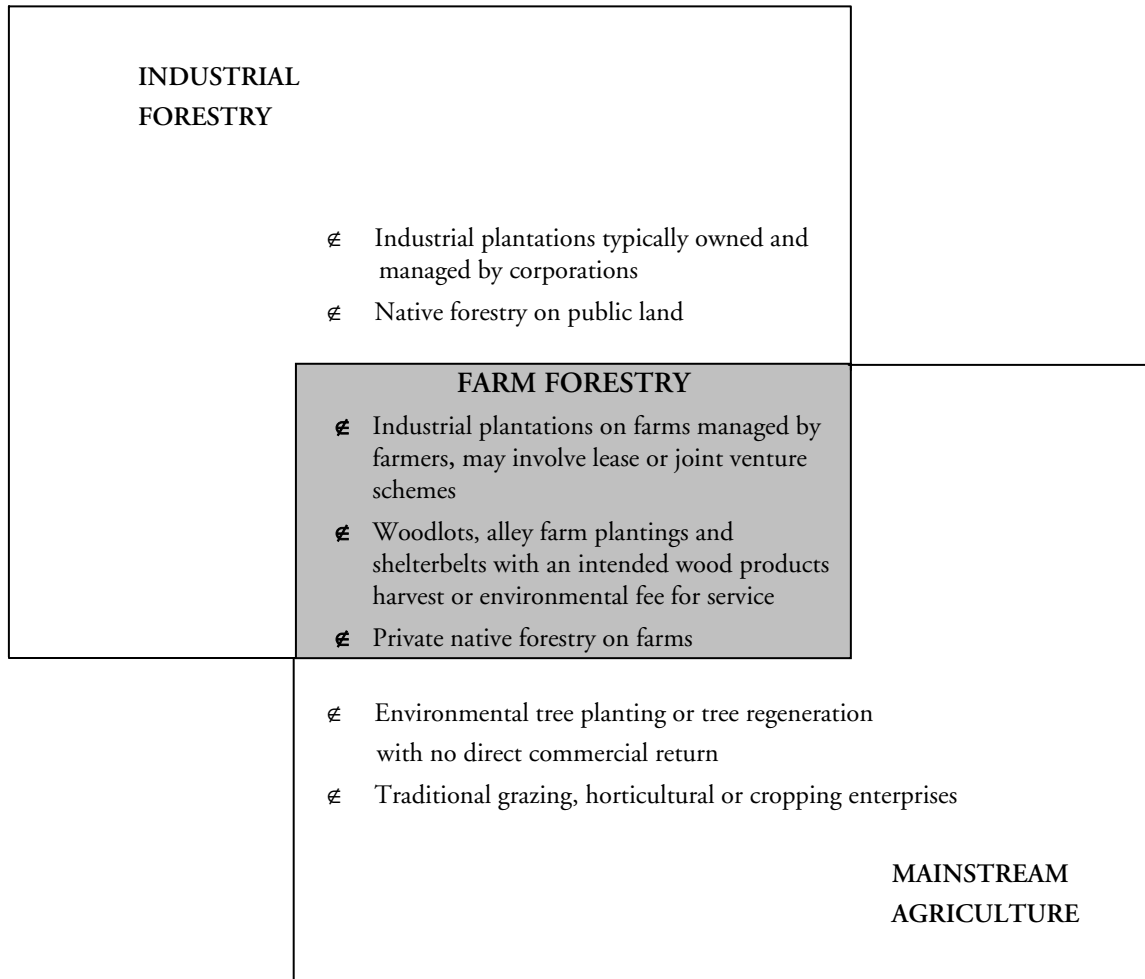 INDUSTRIAL
FORESTRY
∉ Industrial plantations typically owned and
managed by corporations
∉ Native forestry on public land
FARM FORESTRY
∉ Industrial plantations on farms managed by
farmers, may involve lease or joint venture
schemes
∉ Woodlots, alley farm plantings and
shelterbelts with an intended wood products
harvest or environmental fee for service
∉ Private native forestry on farms
∉ Environmental tree planting or tree regeneration
with no direct commercial return
∉ Traditional grazing, horticultural or cropping enterprises
MAINSTREAM
AGRICULTURE